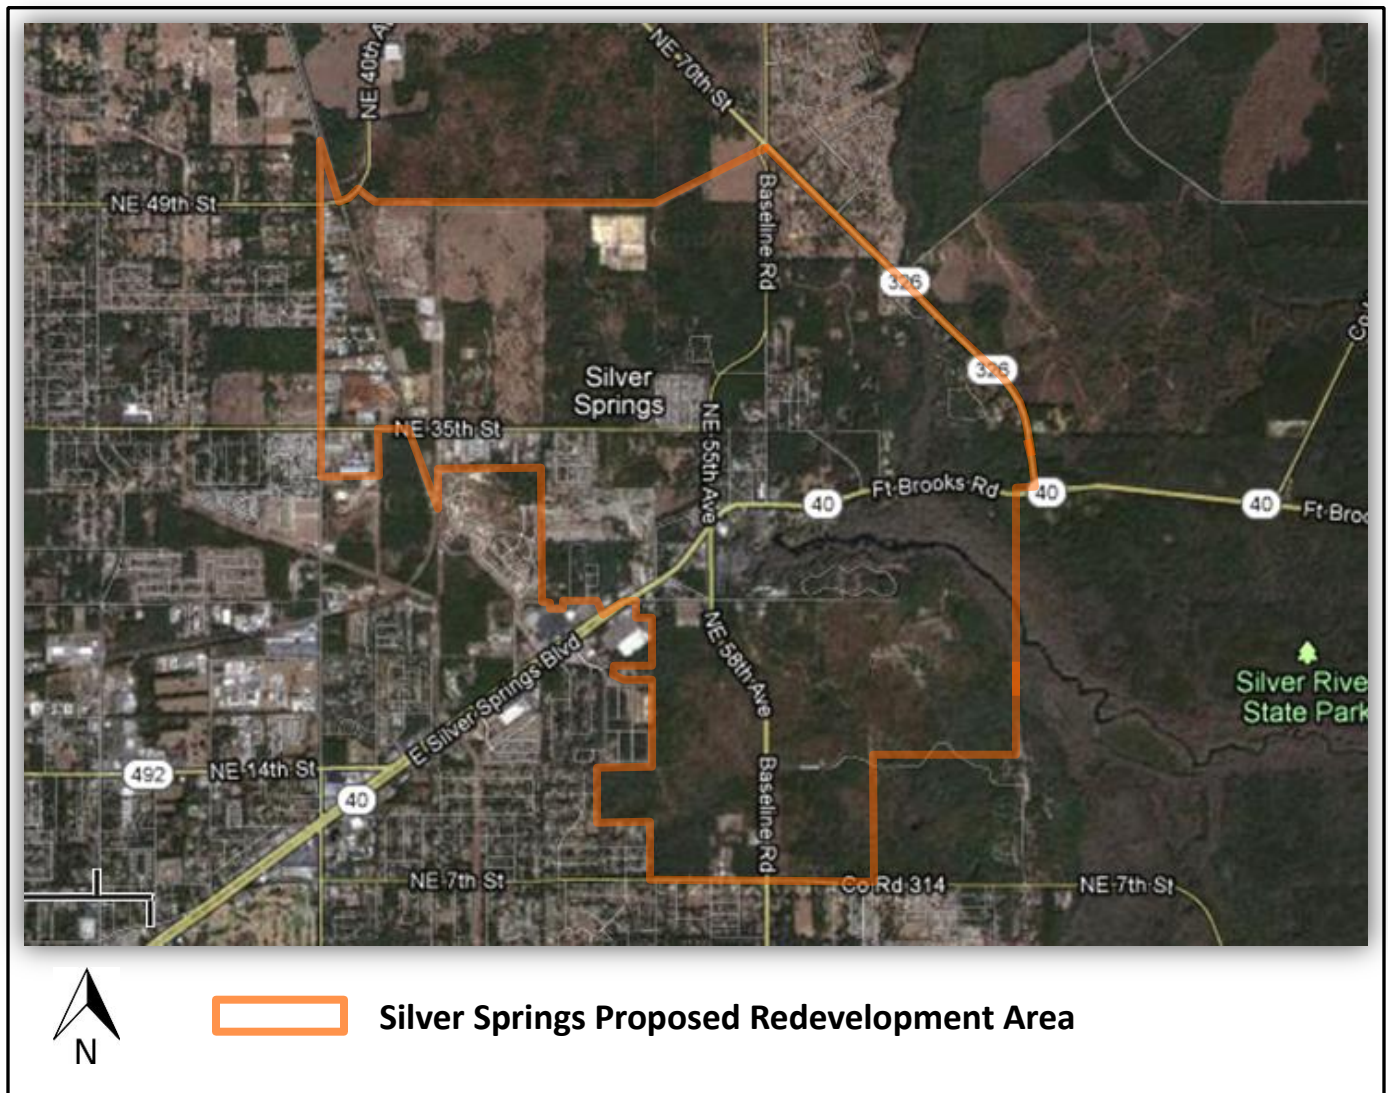 NE 40th A
NE 70th St
NE 49th St
Baseline Rd
326
326
Silver
Springs
NE 35th St
NE 55th Ave
Ft Brooks Rd
40
40
40
Ft Broo
NE 58th Ave
E Silver Springs Blvd
Silver Rive
State Park
492
NE 14th St
40
Baseline Rd
NE 7th St
Co Rd 314
NE 7th St
N
Silver Springs Proposed Redevelopment Area